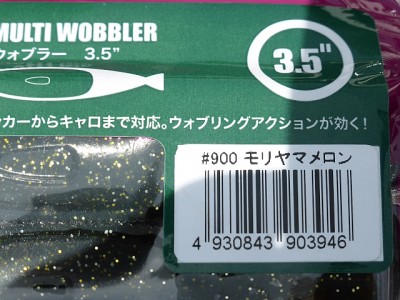 MULTI WOBBLER
ウォブラー 3.5”
3.5"
カーからキャロまで対応。ウォブリングアクションが効く!
#900 モリヤマメロン
4 930843 903946